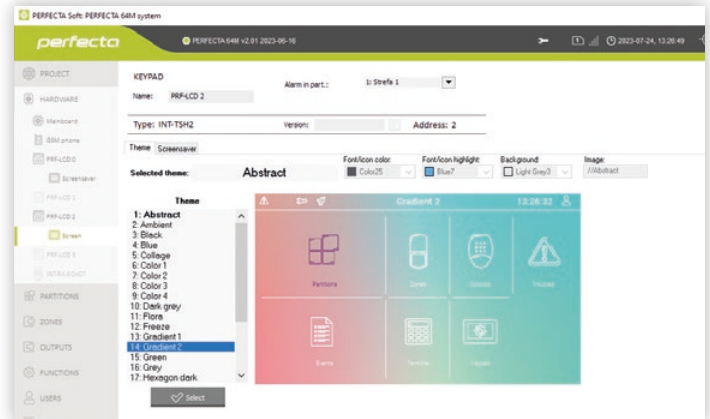 PERFECTA Soft: PERFECTA 64M system
perfecta
PERFECTA 64M v2.01 2023-06-16
1
2023-07-24, 13:26:49
PROJECT
HARDWARE
Mainboard
GSM phone
PRF-LCD 0
Screensaver
PRF-LCD 1
PRF-LCD 2
Screen
PRF-LCD 3
INT-RX-S OUT
PARTITIONS
ZONES
OUTPUTS
FUNCTIONS
USERS
KEYPAD
Name: PRF-LCD 2
Alarm in part.: 1: Strefa 1
Type: INT-TSH2
Version:
Address: 2
Theme Screensaver
Selected theme: Abstract
Font/icon color: Color25
Font/icon highlight: Blue7
Background: Light Grey3
Image: //Abstract
Theme
1: Abstract
2: Ambient
3: Black
4: Blue
5: Collage
6: Color 1
7: Color 2
8: Color 3
9: Color 4
10: Dark grey
11: Flora
12: Freeze
13: Gradient 1
14: Gradient 2
15: Green
16: Grey
17: Hexagon dark
Select
Gradient 2
13:26:32
Partitions
Zones
Outputs
Troubles
Events
Terminal
Keypad